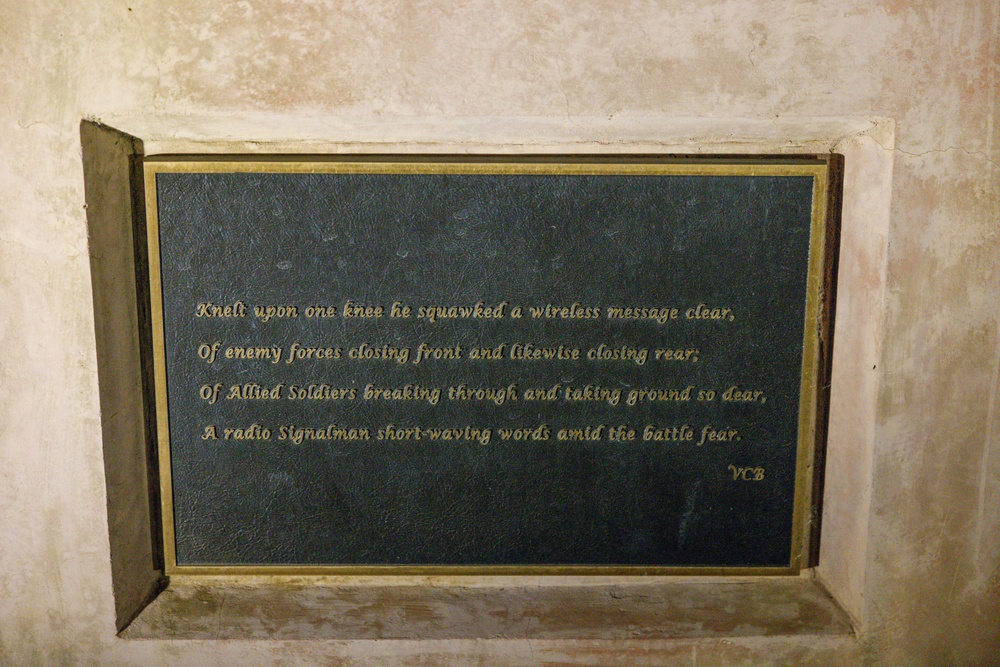 Knelt upon one knee he squawked a wireless message clear,
Of enemy forces closing front and likewise closing rear;
Of Allied Soldiers breaking through and taking ground so dear,
A radio Signalman short-waving words amid the battle fear.
VCB